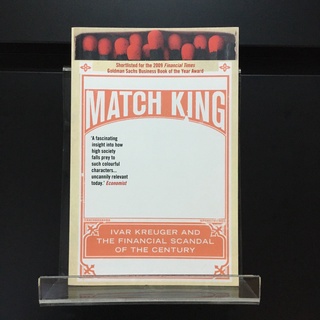 Shortlisted for the 2009 Financial Times
Goldman Sachs Business Book of the Year Award
MATCH KING
'A fascinating
insight into how
high society
falls prey to
such colourful
characters...
uncannily relevant
today.' Economist
IVAR KREUGER AND
THE FINANCIAL SCANDAL
OF THE CENTURY